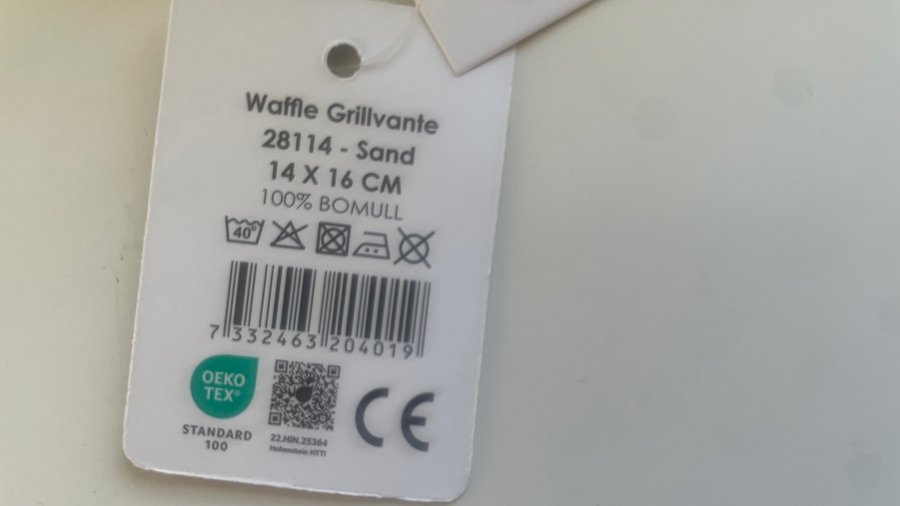 Waffle Grillvante
28114 - Sand
14 X 16 CM
100% BOMULL
40°
7 332463 204019
OEKO
TEX®
STANDARD
100
22.HIN.25364
Hohenstein HTTI
CE